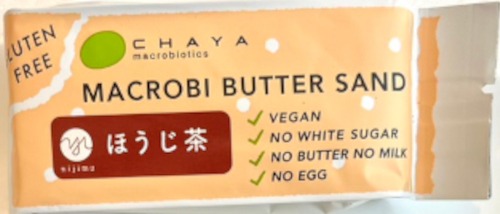 GLUTEN
FREE
CHAYA
macrobiotics
MACROBI BUTTER SAND
ほうじ茶
nijimu
VEGAN
NO WHITE SUGAR
NO BUTTER NO MILK
NO EGG